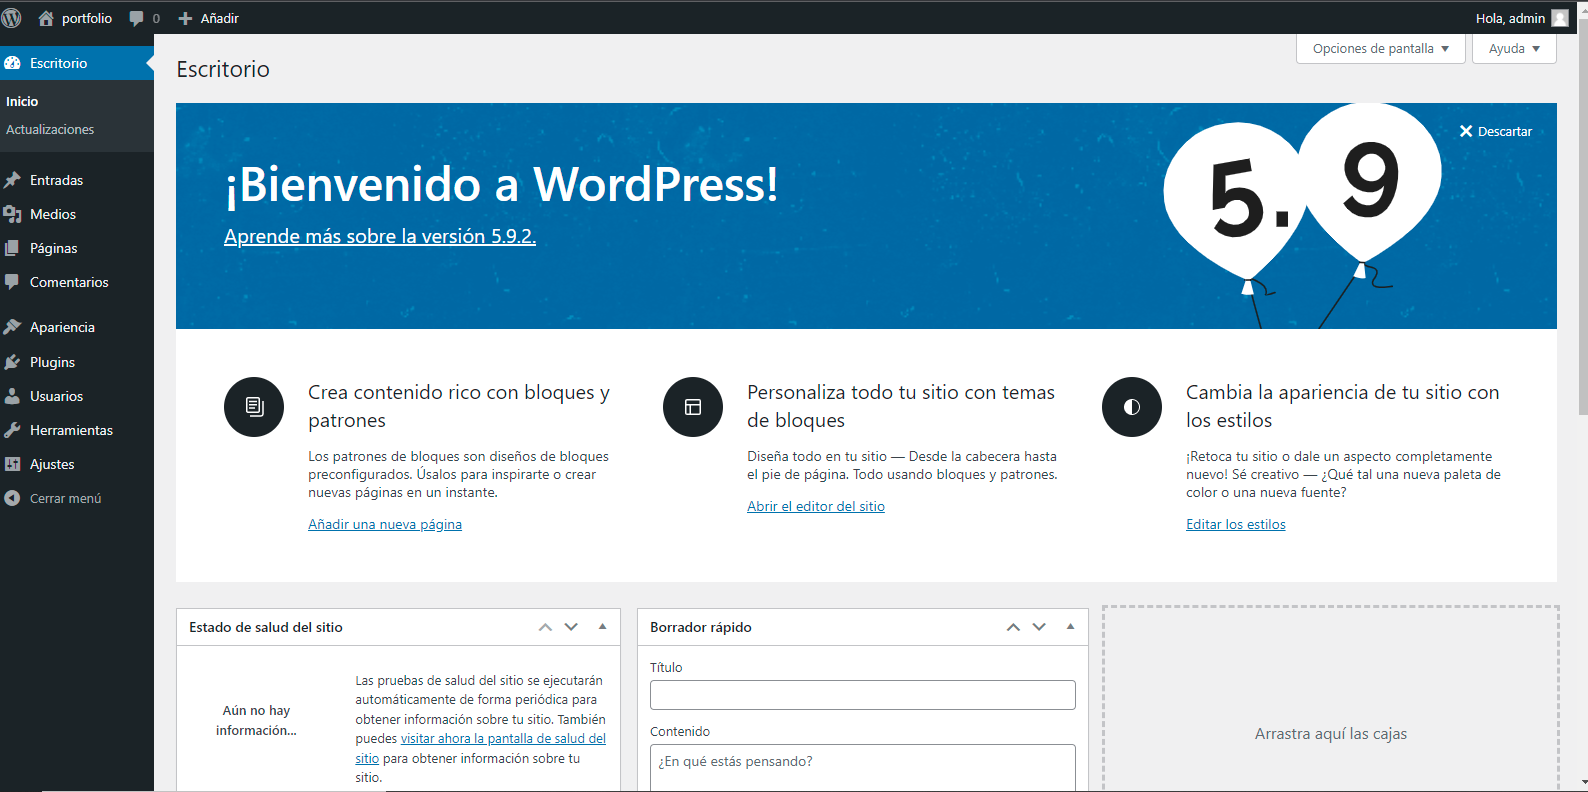 portfolio
0
Añadir
Hola, admin
Escritorio
Inicio
Actualizaciones
Entradas
Medios
Páginas
Comentarios
Apariencia
Plugins
Usuarios
Herramientas
Ajustes
Cerrar menú
Opciones de pantalla
Ayuda
Escritorio
Descartar
¡Bienvenido a WordPress!
Aprende más sobre la versión 5.9.2.
5.9
Crea contenido rico con bloques y
patrones
Los patrones de bloques son diseños de bloques
preconfigurados. Úsalos para inspirarte o crear
nuevas páginas en un instante.
Añadir una nueva página
Personaliza todo tu sitio con temas
de bloques
Diseña todo en tu sitio — Desde la cabecera hasta
el pie de página. Todo usando bloques y patrones.
Abrir el editor del sitio
Cambia la apariencia de tu sitio con
los estilos
¡Retoca tu sitio o dale un aspecto completamente
nuevo! Sé creativo — ¿Qué tal una nueva paleta de
color o una nueva fuente?
Editar los estilos
Estado de salud del sitio
Aún no hay
información...
Las pruebas de salud del sitio se ejecutarán
automáticamente de forma periódica para
obtener información sobre tu sitio. También
puedes visitar ahora la pantalla de salud del
sitio para obtener información sobre tu
sitio.
Borrador rápido
Título
Contenido
¿En qué estás pensando?
Arrastra aquí las cajas